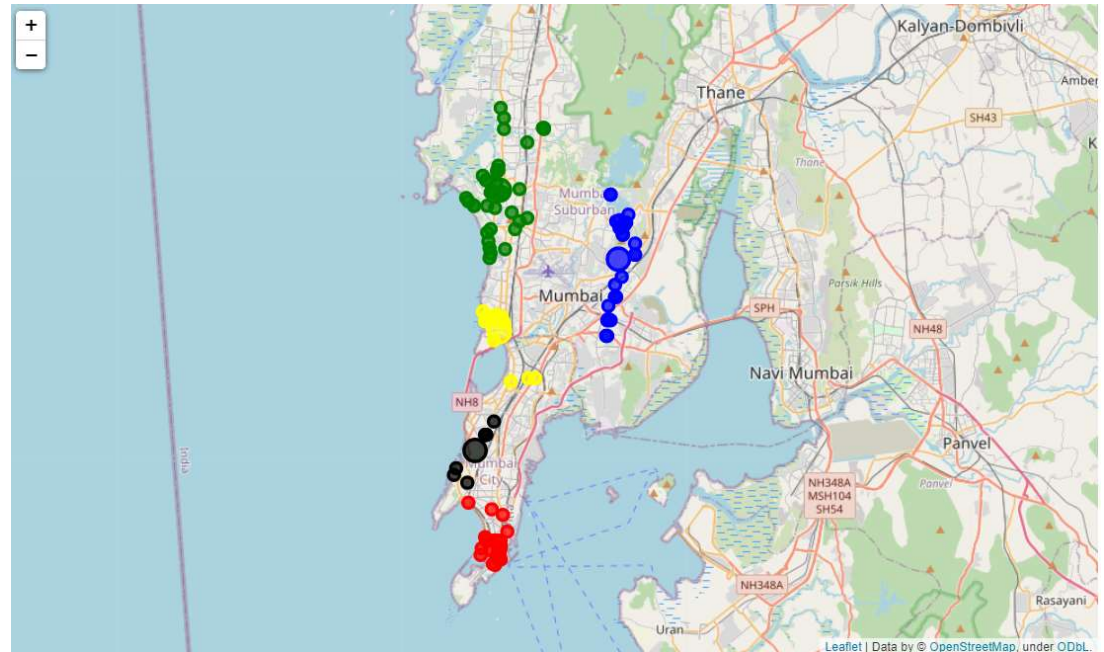 +
−
Kalyan-Dombivli
Thane
Amber
SH43
K
Thane
Mumba
Suburban
Parsik Hills
Mumbai
SPH
NH48
Navi Mumbai
NH8
India
Panvel
Mumbai
City
Panvel
NH348A
MSH104
SH54
NH348A
Rasayani
Uran
Leaflet | Data by © OpenStreetMap, under ODbL.